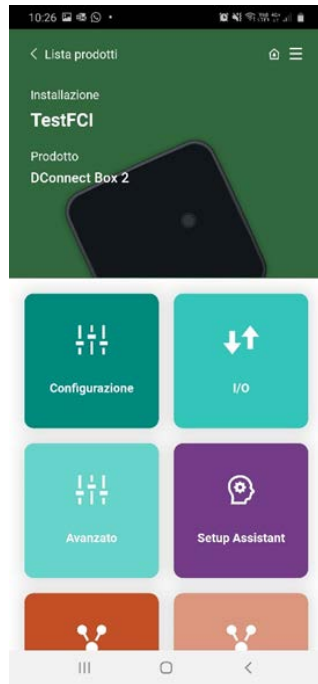 10:26
Lista prodotti
Installazione
TestFCI
Prodotto
DConnect Box 2
Configurazione
I/O
Avanzato
Setup Assistant